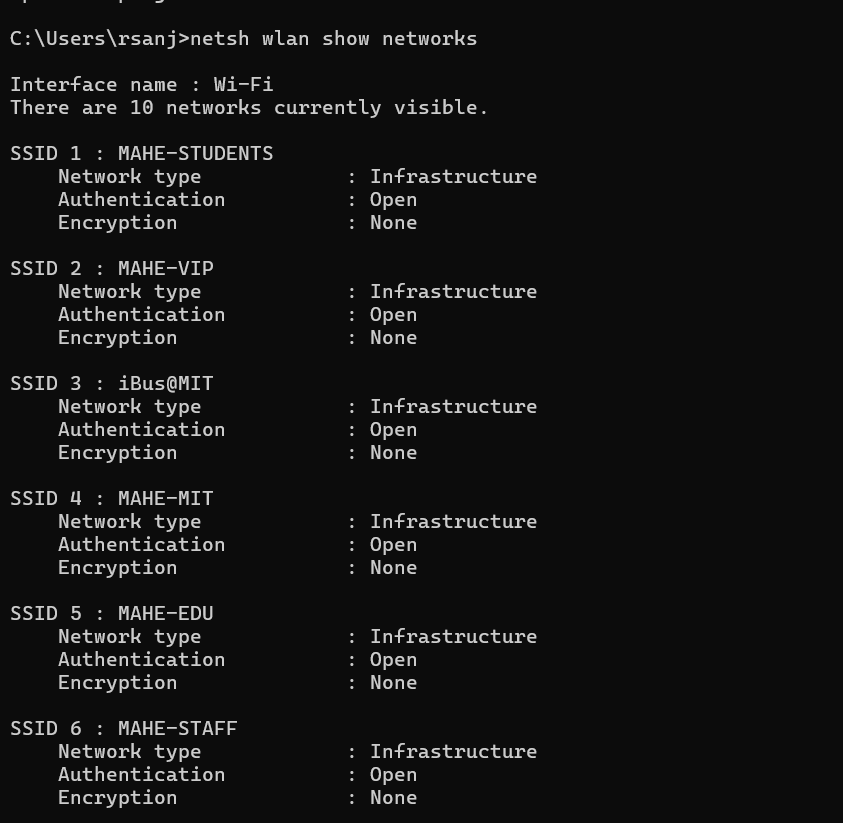 C:\Users\rsanj>netsh wlan show networks
Interface name : Wi-Fi
There are 10 networks currently visible.
SSID 1 : MAHE-STUDENTS
Network type : Infrastructure
Authentication : Open
Encryption : None
SSID 2 : MAHE-VIP
Network type : Infrastructure
Authentication : Open
Encryption : None
SSID 3 : iBus@MIT
Network type : Infrastructure
Authentication : Open
Encryption : None
SSID 4 : MAHE-MIT
Network type : Infrastructure
Authentication : Open
Encryption : None
SSID 5 : MAHE-EDU
Network type : Infrastructure
Authentication : Open
Encryption : None
SSID 6 : MAHE-STAFF
Network type : Infrastructure
Authentication : Open
Encryption : None